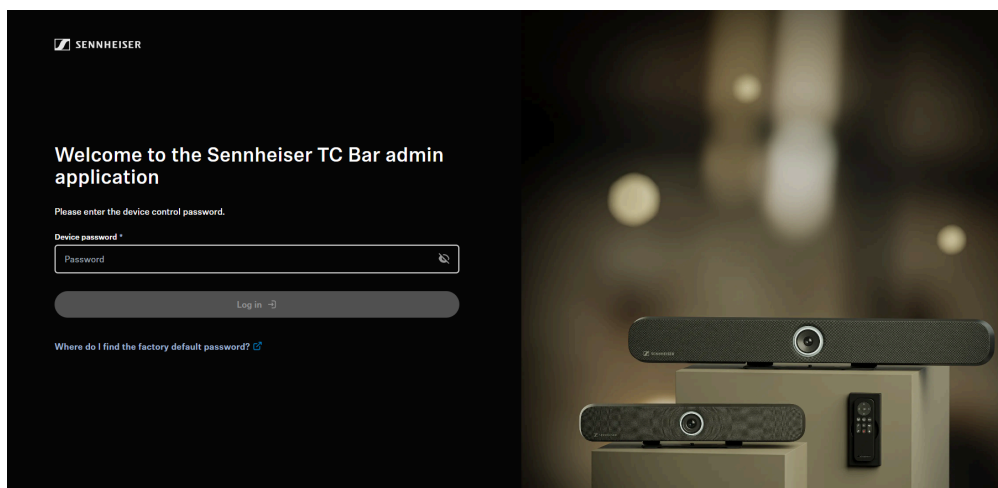 SENNHEISER
Welcome to the Sennheiser TC Bar admin
application
Please enter the device control password.
Device password *
Password
Log in
Where do I find the factory default password?
SENNHEISER